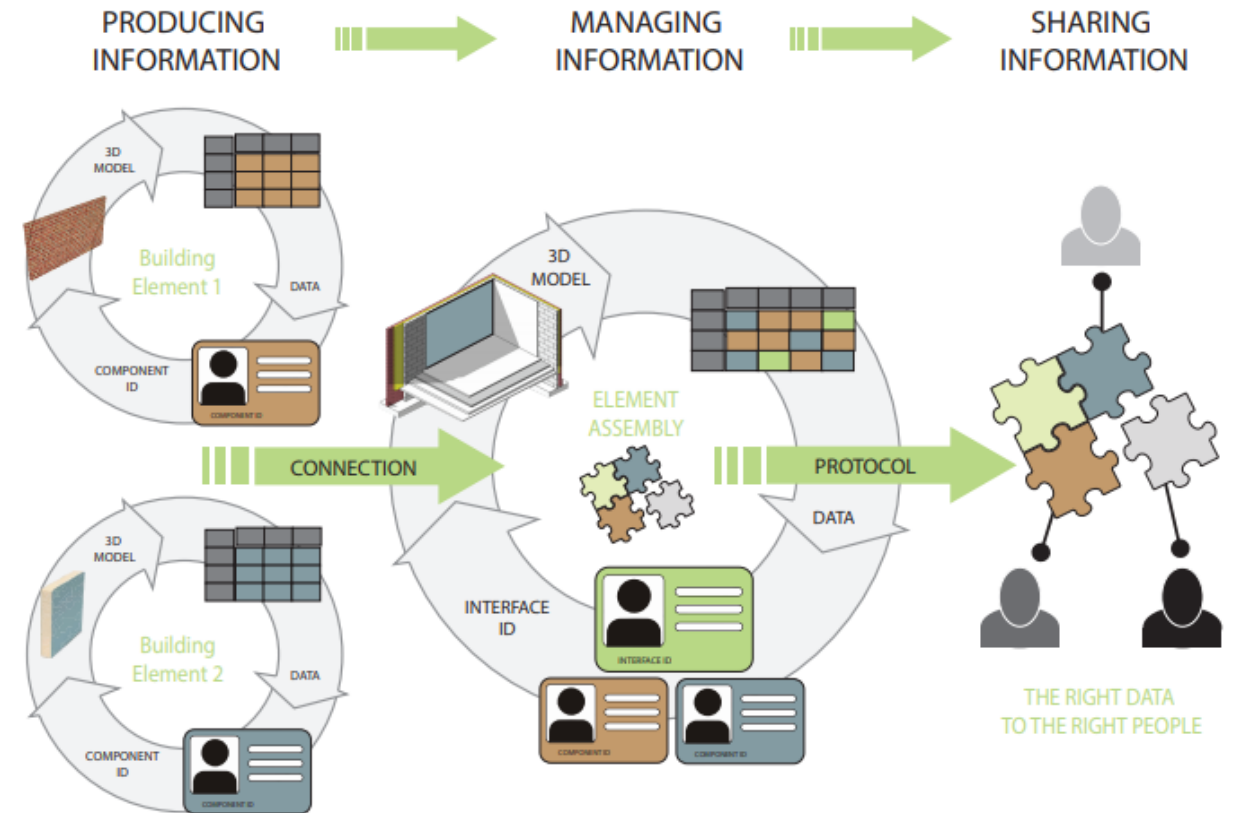 PRODUCING
INFORMATION
MANAGING
INFORMATION
SHARING
INFORMATION
3D
MODEL
Building
Element 1
DATA
COMPONENT
ID
COMPONENT ID
CONNECTION
3D
MODEL
Building
Element 2
DATA
COMPONENT
ID
COMPONENT ID
3D
MODEL
ELEMENT
ASSEMBLY
PROTOCOL
DATA
INTERFACE
ID
INTERFACE ID
COMPONENT ID
COMPONENT ID
THE RIGHT DATA
TO THE RIGHT PEOPLE